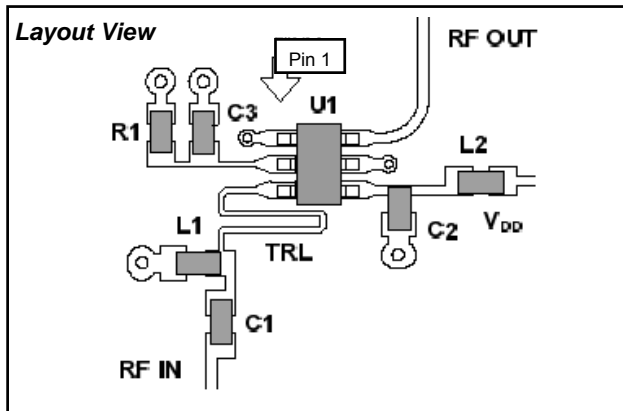 Layout View
Pin 1
RF OUT
U1
C3
R1
L2
L1
TRL
C2
VDD
C1
RF IN